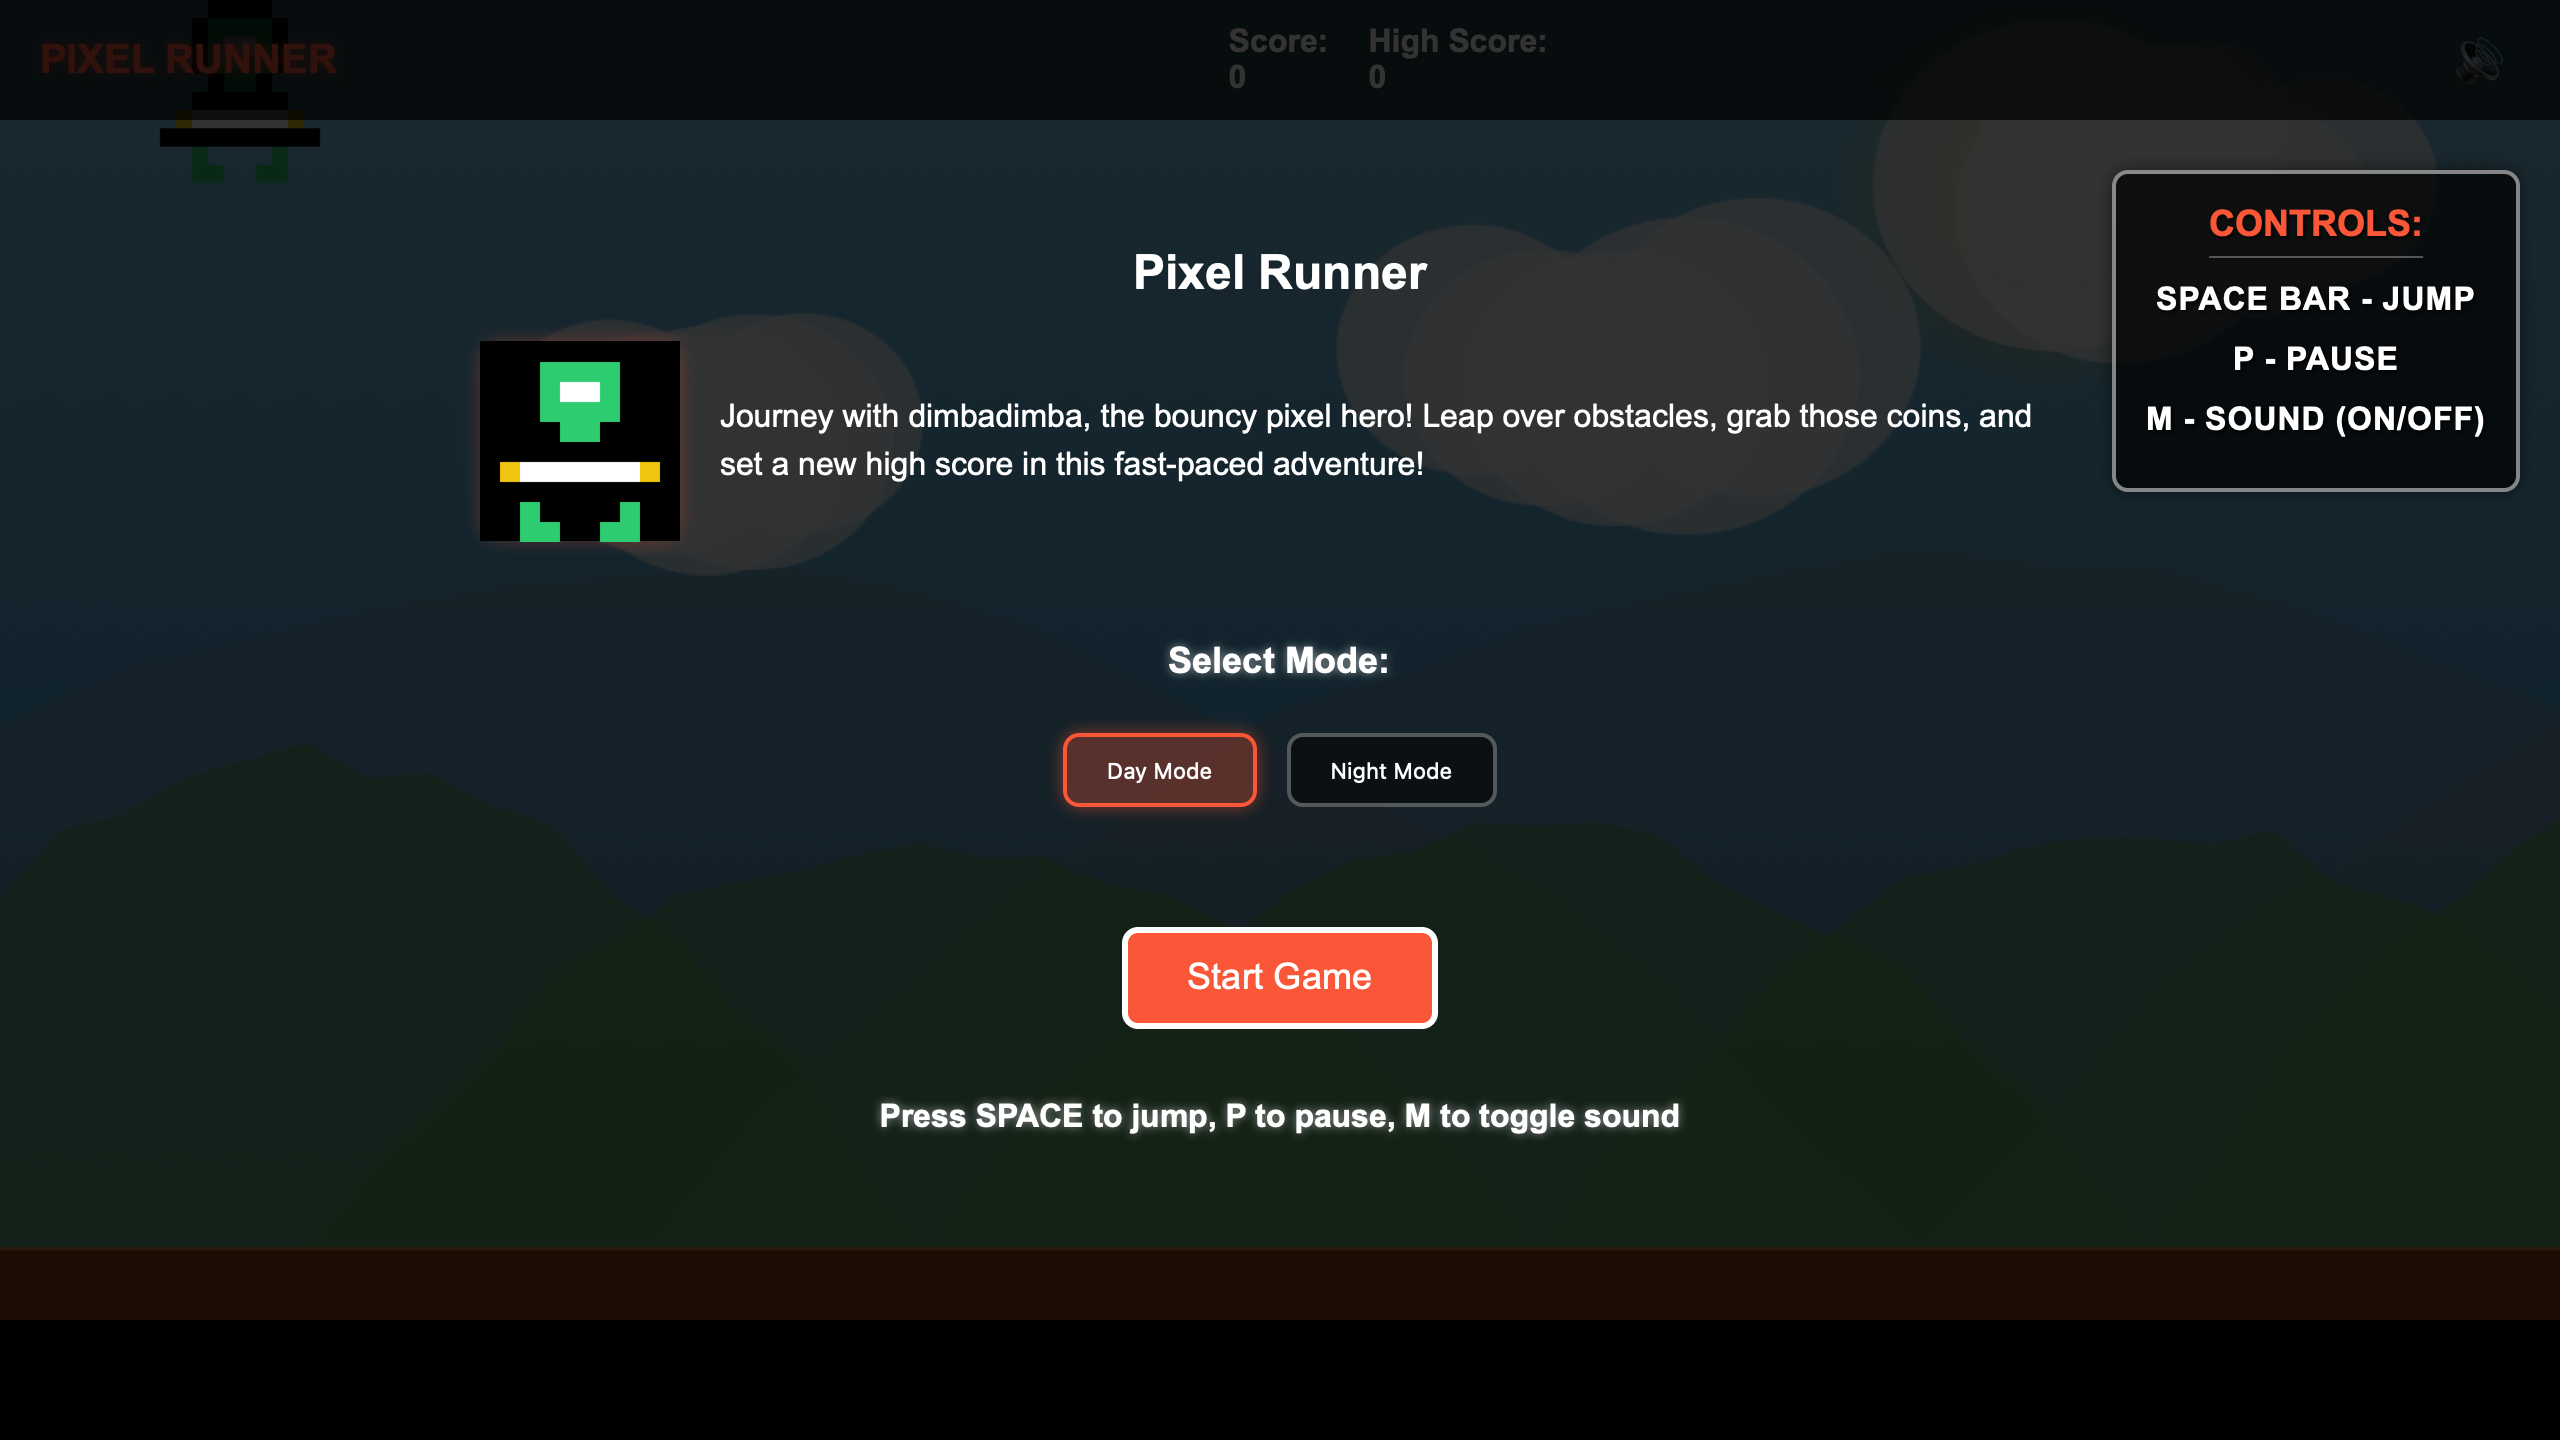 PIXEL RUNNER
Score:
0
High Score:
0
CONTROLS:
SPACE BAR - JUMP
P - PAUSE
M - SOUND (ON/OFF)
Pixel Runner
Journey with dimbadimba, the bouncy pixel hero! Leap over obstacles, grab those coins, and
set a new high score in this fast-paced adventure!
Select Mode:
Day Mode
Night Mode
Start Game
Press SPACE to jump, P to pause, M to toggle sound